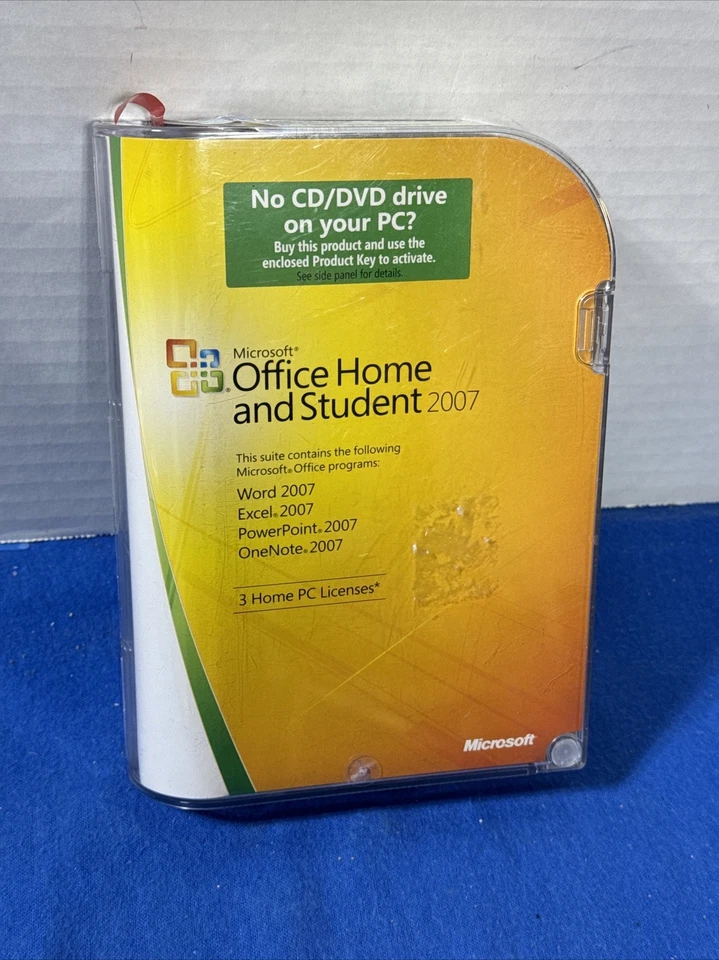 No CD/DVD drive
on your PC?
Buy this product and use the
enclosed Product Key to activate.
See side panel for details.
Microsoft®
Office Home
and Student 2007
This suite contains the following
Microsoft® Office programs:
Word 2007
Excel® 2007
PowerPoint® 2007
OneNote® 2007
3 Home PC Licenses*
Microsoft